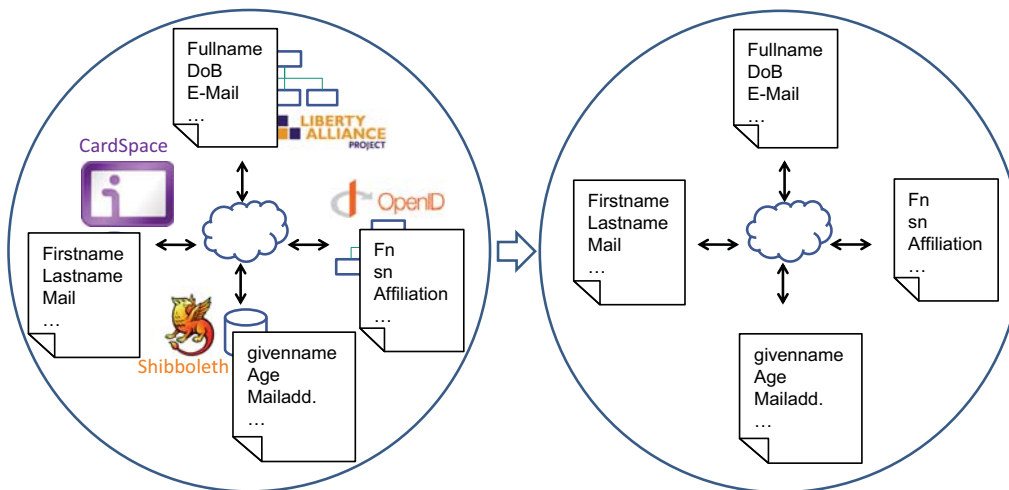 Fullname
DoB
E-Mail
...
LIBERTY
ALLIANCE
PROJECT
CardSpace
OpenID
Firstname
Lastname
Mail
...
Fn
sn
Affiliation
...
Shibboleth
givenname
Age
Mailadd.
...
Fullname
DoB
E-Mail
...
Firstname
Lastname
Mail
...
Fn
sn
Affiliation
...
givenname
Age
Mailadd.
...